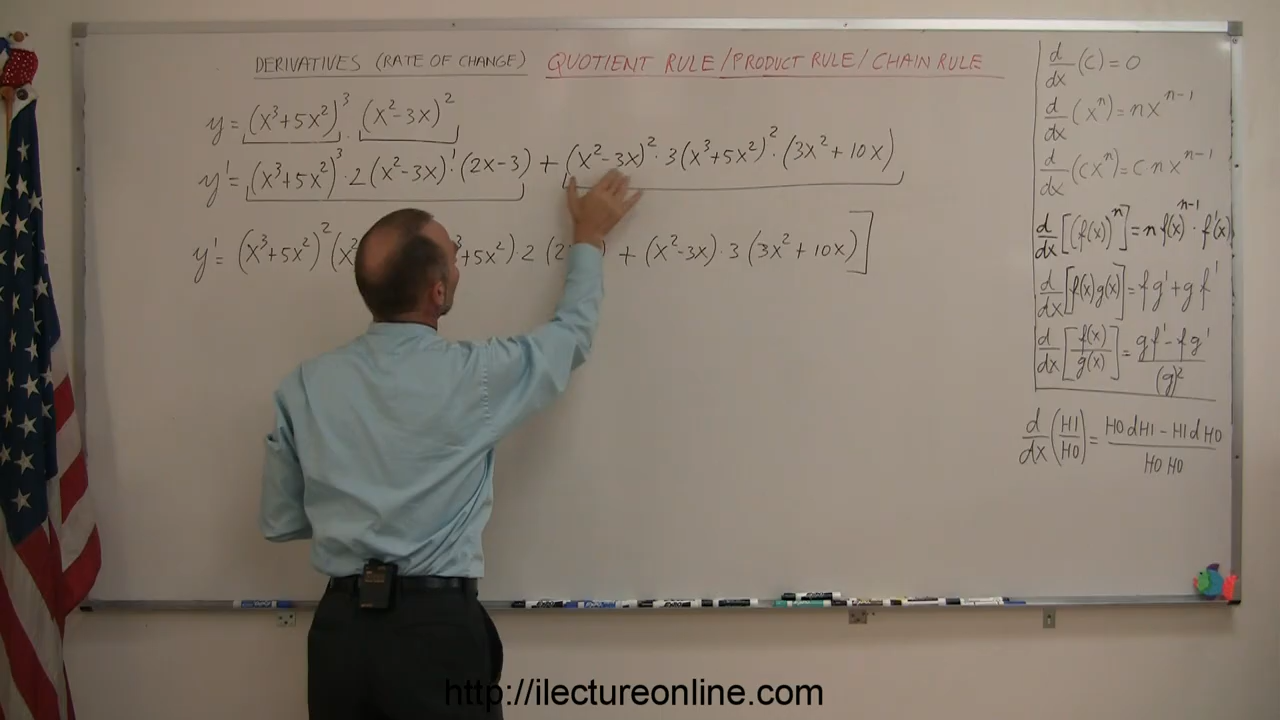 DERIVATIVES (RATE OF CHANGE) QUOTIENT RULE / PRODUCT RULE / CHAIN RULE
y = (x³+5x²)³ · (x²-3x)²
y' = (x³+5x²)³ · 2(x²-3x)¹ · (2x-3) + (x²-3x)² · 3(x³+5x²)² · (3x²+10x)
y' = (x³+5x²)² (x² +5x²) · 2 (2 ) + (x²-3x) · 3 (3x²+10x)]
d/dx (C) = 0
d/dx (xⁿ) = nxⁿ⁻¹
d/dx (cxⁿ) = c·nxⁿ⁻¹
d/dx [(f(x))ⁿ] = n f(x)ⁿ⁻¹ · f'(x)
d/dx [f(x)g(x)] = fg' + gf'
d/dx [f(x)/g(x)] = gf' - fg' / (g)²
d/dx (HI/HO) = HO dHI - HI dHO / HO HO
http://ilectureonline.com